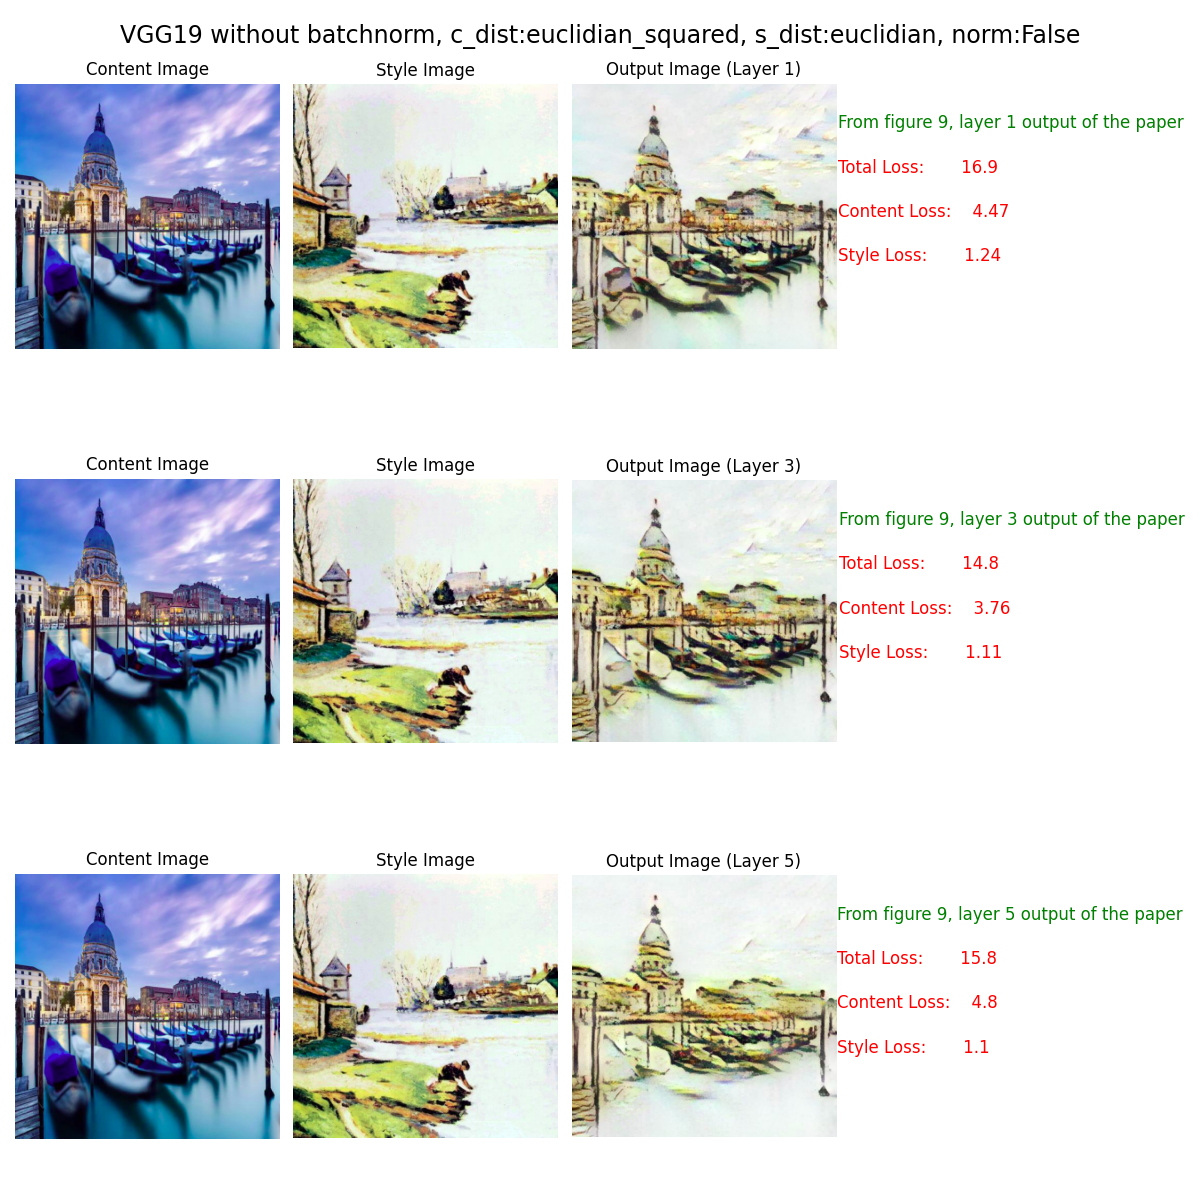 VGG19 without batchnorm, c_dist:euclidian_squared, s_dist:euclidian, norm:False
Content Image
Style Image
Output Image (Layer 1)
From figure 9, layer 1 output of the paper
Total Loss: 16.9
Content Loss: 4.47
Style Loss: 1.24
Content Image
Style Image
Output Image (Layer 3)
From figure 9, layer 3 output of the paper
Total Loss: 14.8
Content Loss: 3.76
Style Loss: 1.11
Content Image
Style Image
Output Image (Layer 5)
From figure 9, layer 5 output of the paper
Total Loss: 15.8
Content Loss: 4.8
Style Loss: 1.1